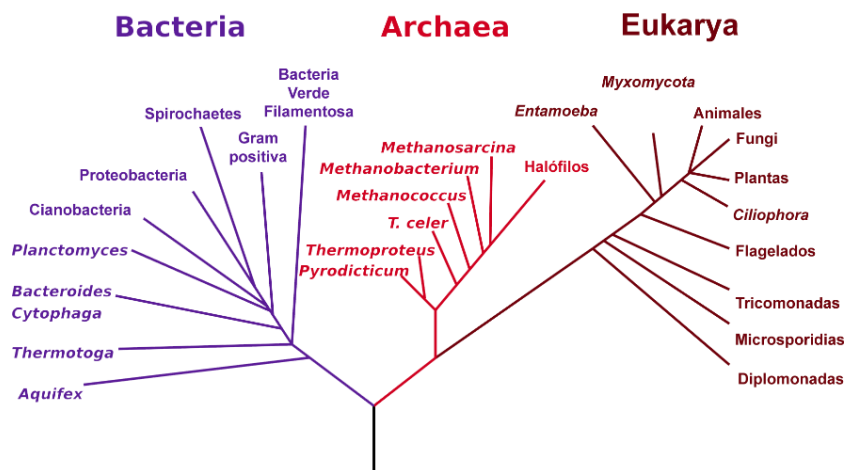 Bacteria
Archaea
Eukarya
Bacteria
Verde
Filamentosa
Spirochaetes
Gram
positiva
Proteobacteria
Cianobacteria
Planctomyces
Bacteroides
Cytophaga
Thermotoga
Aquifex
Methanosarcina
Methanobacterium
Halófilos
Methanococcus
T. celer
Thermoproteus
Pyrodicticum
Myxomycota
Entamoeba
Animales
Fungi
Plantas
Ciliophora
Flagelados
Tricomonadas
Microsporidias
Diplomonadas